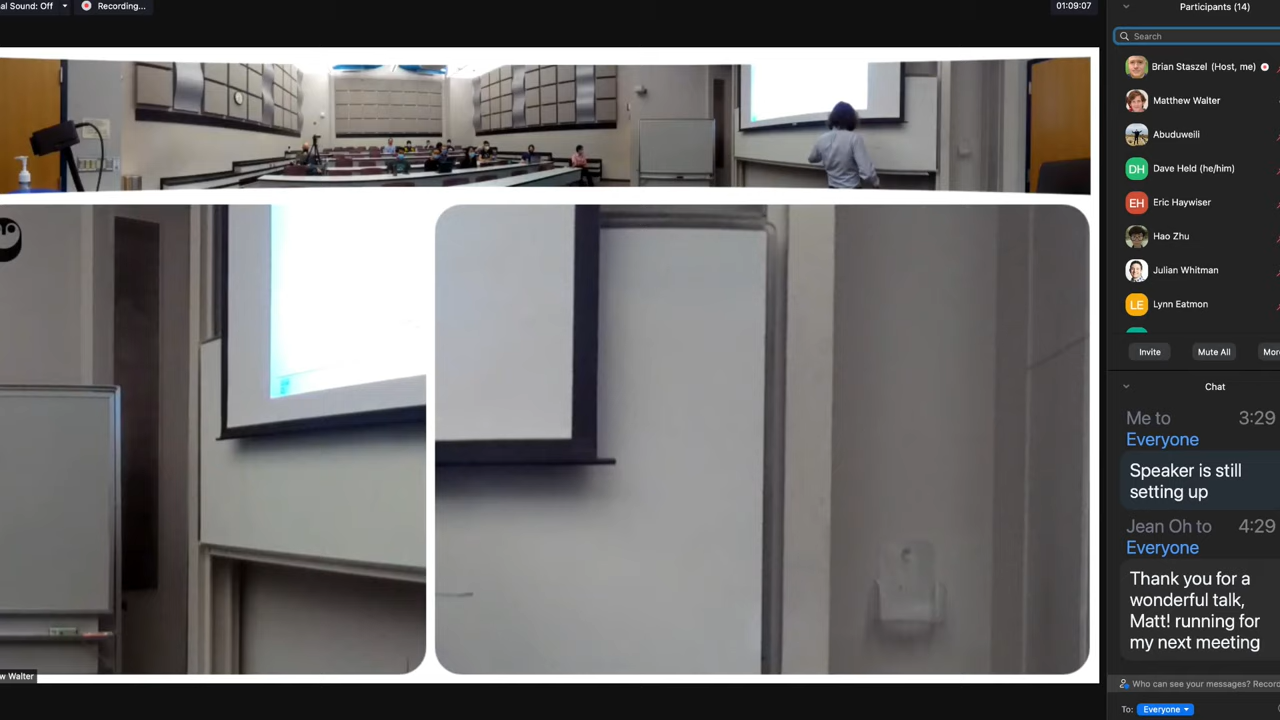 al Sound: Off
Recording...
01:09:07
Participants (14)
Search
Brian Staszel (Host, me)
Matthew Walter
Abuduweili
DH Dave Held (he/him)
EH Eric Haywiser
Hao Zhu
Julian Whitman
LE Lynn Eatmon
Invite
Mute All
Mor
Chat
Me to 3:29
Everyone
Speaker is still
setting up
Jean Oh to 4:29
Everyone
Thank you for a
wonderful talk,
Matt! running for
my next meeting
w Walter
Who can see your messages? Record
To: Everyone